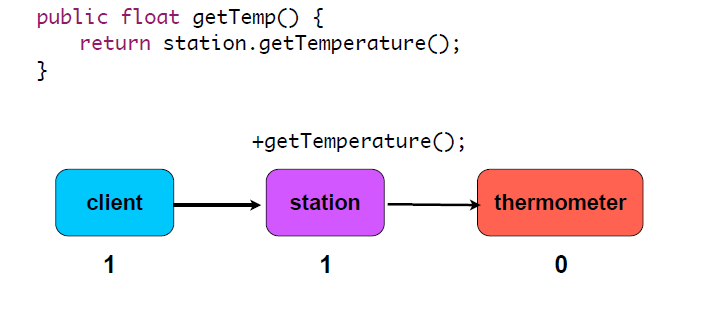 public float getTemp() {
    return station.getTemperature();
}
+getTemperature();
client station thermometer
1 1 0